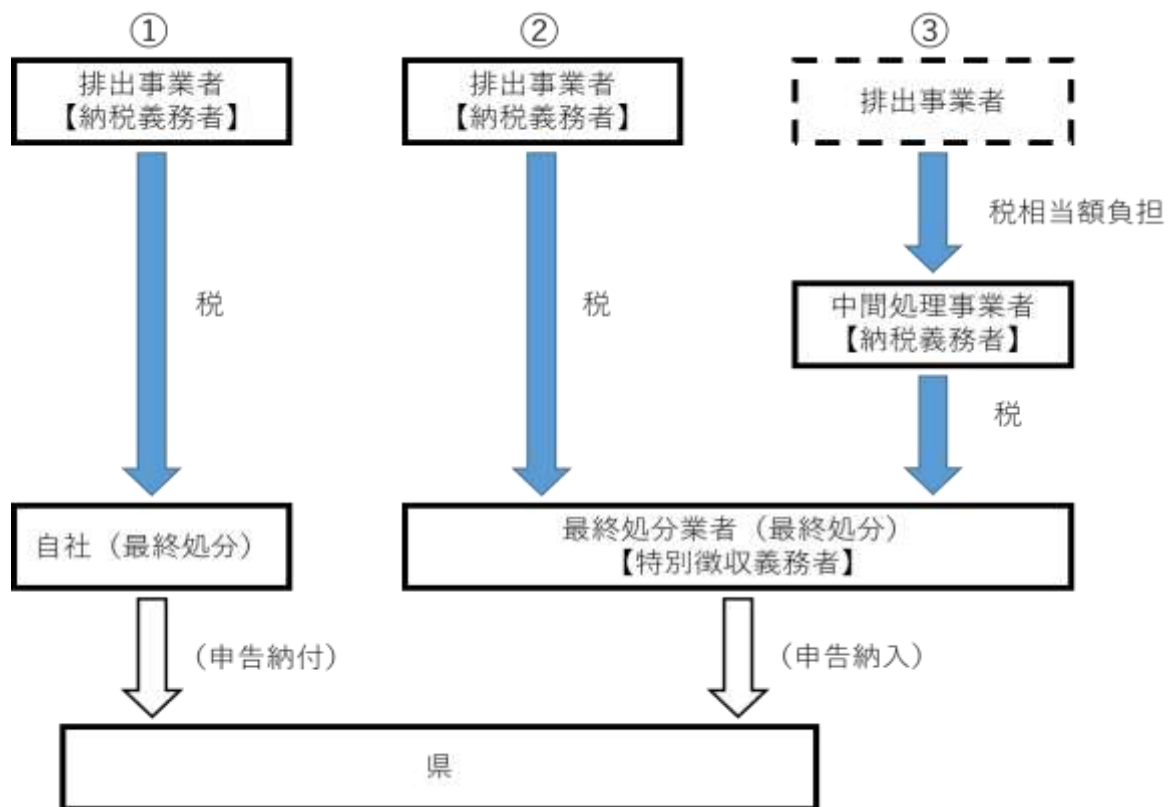 ①
②
③
排出事業者
【納税義務者】
排出事業者
【納税義務者】
排出事業者
税相当額負担
税
税
中間処理事業者
【納税義務者】
税
自社（最終処分）
最終処分業者（最終処分）
【特別徴収義務者】
（申告納付）
（申告納入）
県